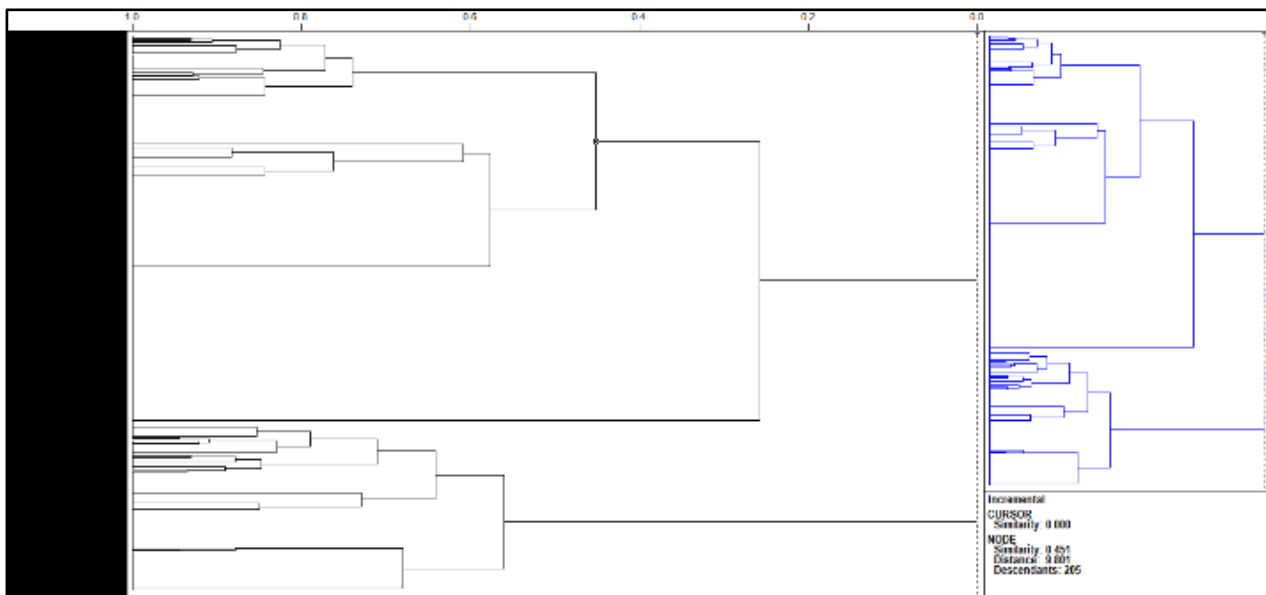 1.0 0.8 0.6 0.4 0.2 0.0
Incremental
CURSOR
Similarity: 0.000
NODE
Similarity: 0.451
Distance: 9.801
Descendants: 205